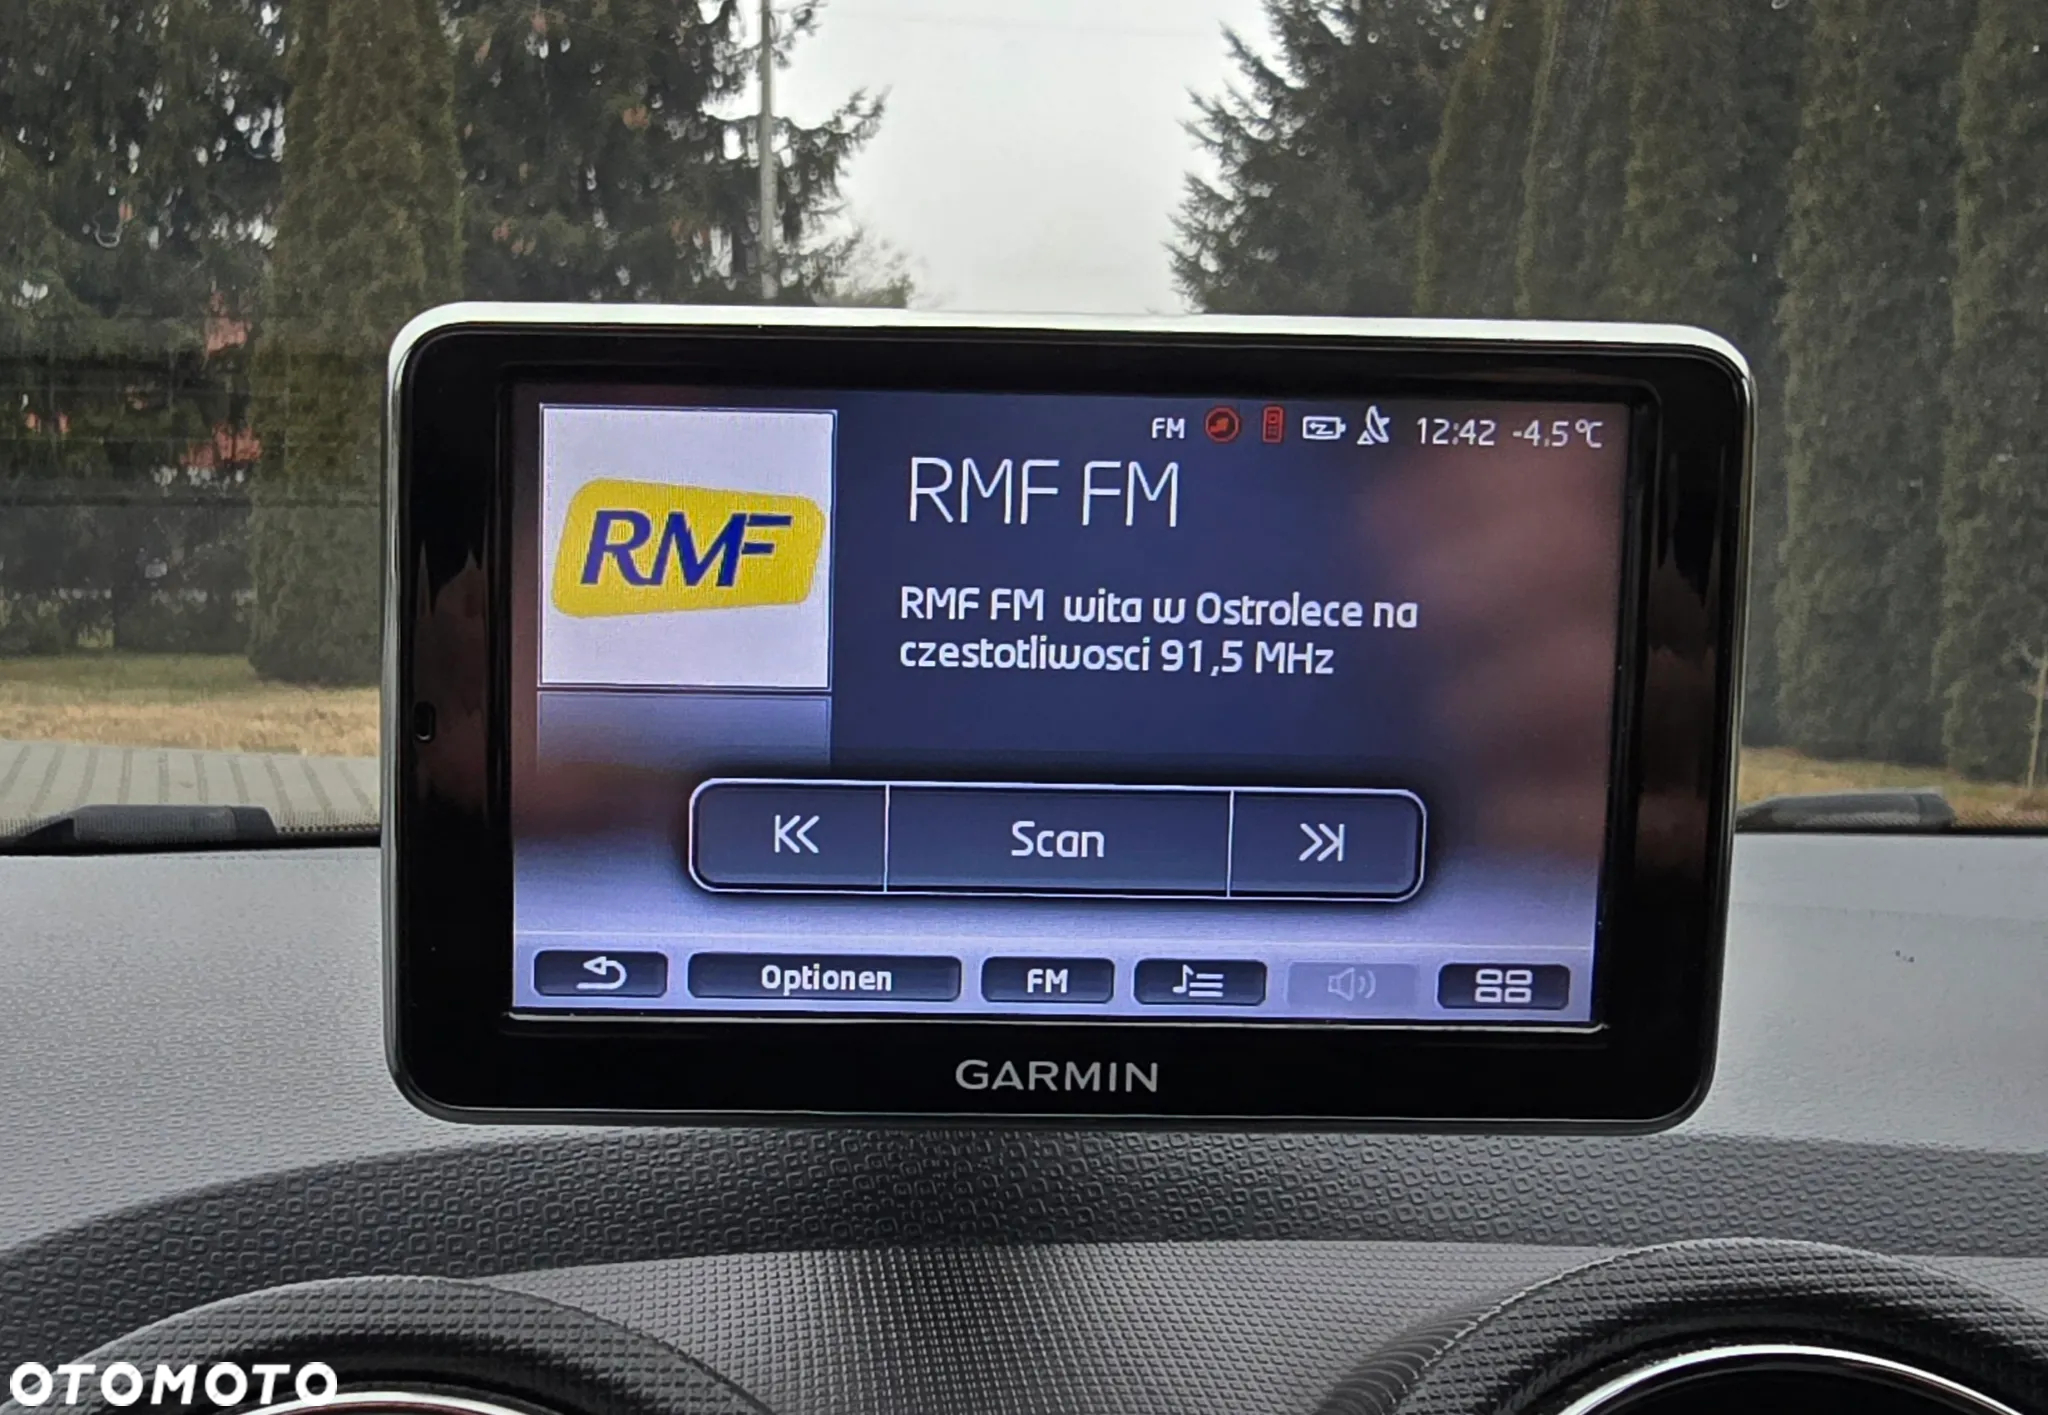 FM 12:42 -4.5°C
RMF
RMF FM
RMF FM wita w Ostrolece na
czestotliwosci 91,5 MHz
Scan
Optionen FM
GARMIN
OTOMOTO